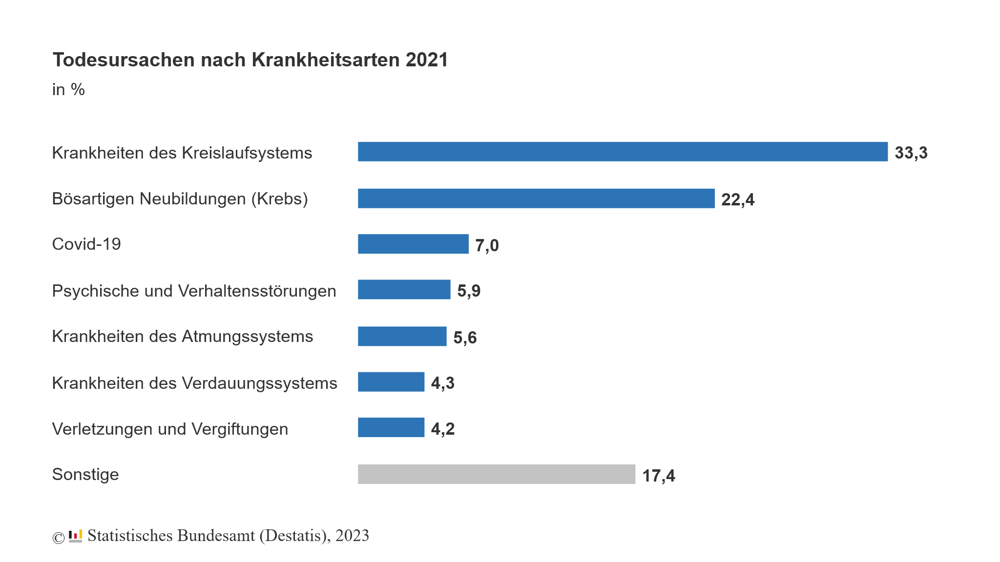 Todesursachen nach Krankheitsarten 2021
in %
Krankheiten des Kreislaufsystems 33,3
Bösartigen Neubildungen (Krebs) 22,4
Covid-19 7,0
Psychische und Verhaltensstörungen 5,9
Krankheiten des Atmungssystems 5,6
Krankheiten des Verdauungssystems 4,3
Verletzungen und Vergiftungen 4,2
Sonstige 17,4
© Statistisches Bundesamt (Destatis), 2023